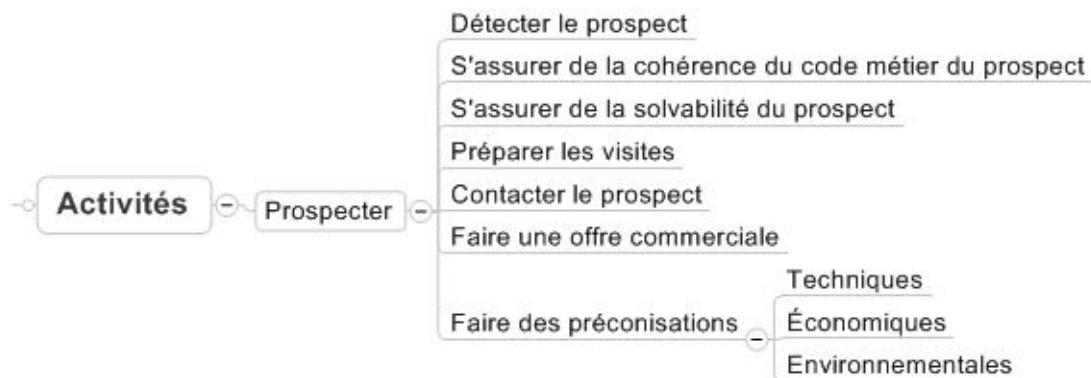 Détecter le prospect
S'assurer de la cohérence du code métier du prospect
S'assurer de la solvabilité du prospect
Préparer les visites
Activités
Prospecter
Contacter le prospect
Faire une offre commerciale
Faire des préconisations
Techniques
Économiques
Environnementales